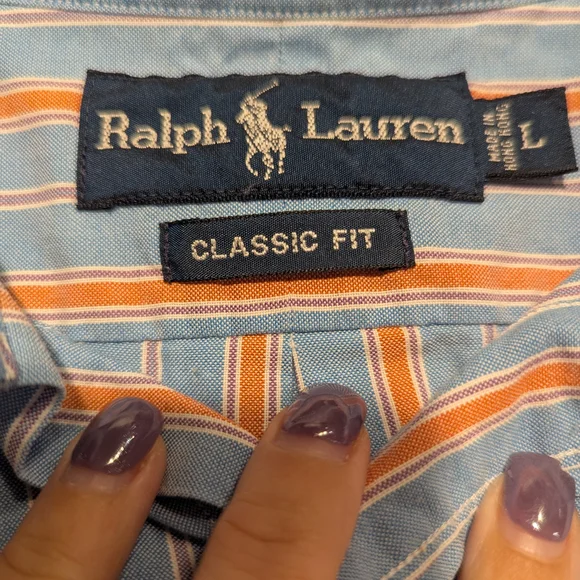 Ralph Lauren
MADE IN
HONG KONG
L
CLASSIC FIT